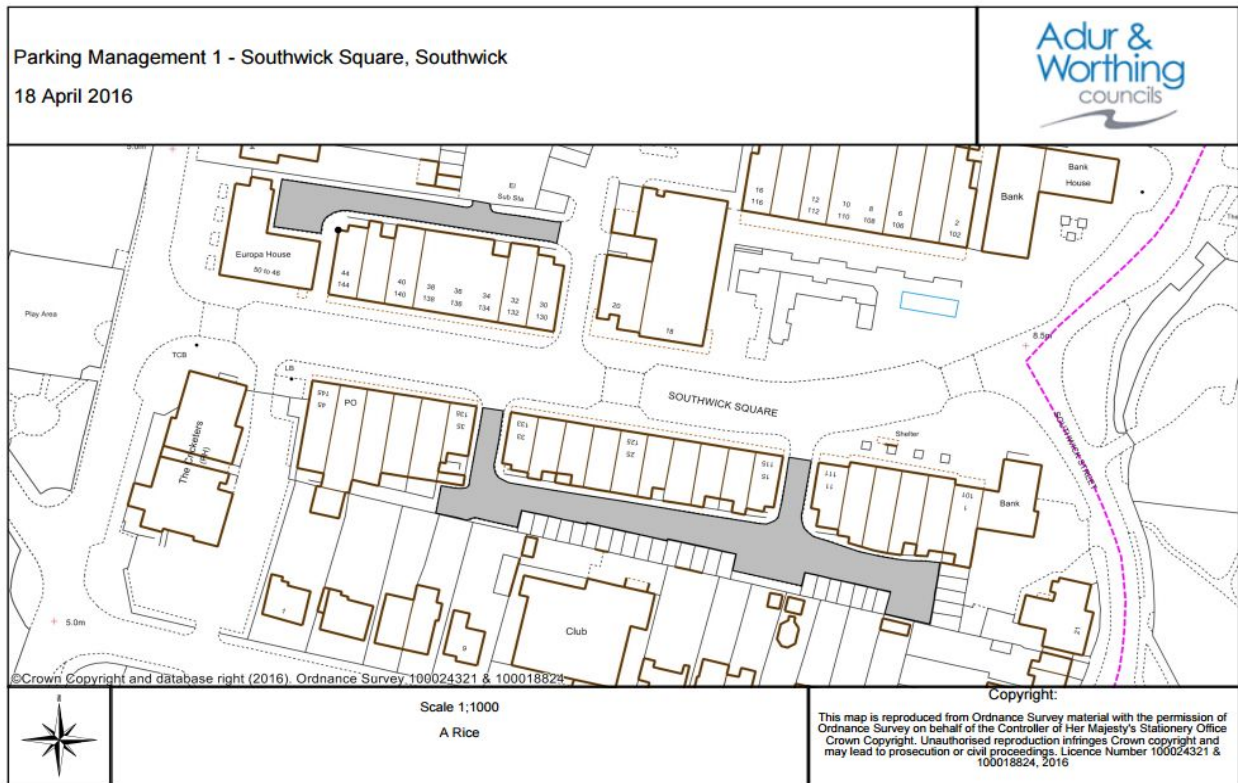 Parking Management 1 - Southwick Square, Southwick
18 April 2016
Adur &
Worthing
councils
El
Sub Sta
Bank
House
Bank
16
116
12
112
10
110
8
108
6
106
2
102
Europa House
50 to 46
44
144
40
140
38
138
36
136
34
134
32
132
30
130
20
18
Play Area
TCB
LB
8.5m
SOUTHWICK SQUARE
SOUTHWICK STREET
145
45
PO
135
35
133
33
125
25
115
15
Shelter
111
11
101
1
Bank
The Cricketers
(PH)
5.0m
1
9
Club
21
©Crown Copyright and database right (2016). Ordnance Survey 100024321 & 100018824
Scale 1;1000
A Rice
Copyright:
This map is reproduced from Ordnance Survey material with the permission of
Ordnance Survey on behalf of the Controller of Her Majesty's Stationery Office
Crown Copyright. Unauthorised reproduction infringes Crown copyright and
may lead to prosecution or civil proceedings. Licence Number 100024321 &
100018824, 2016